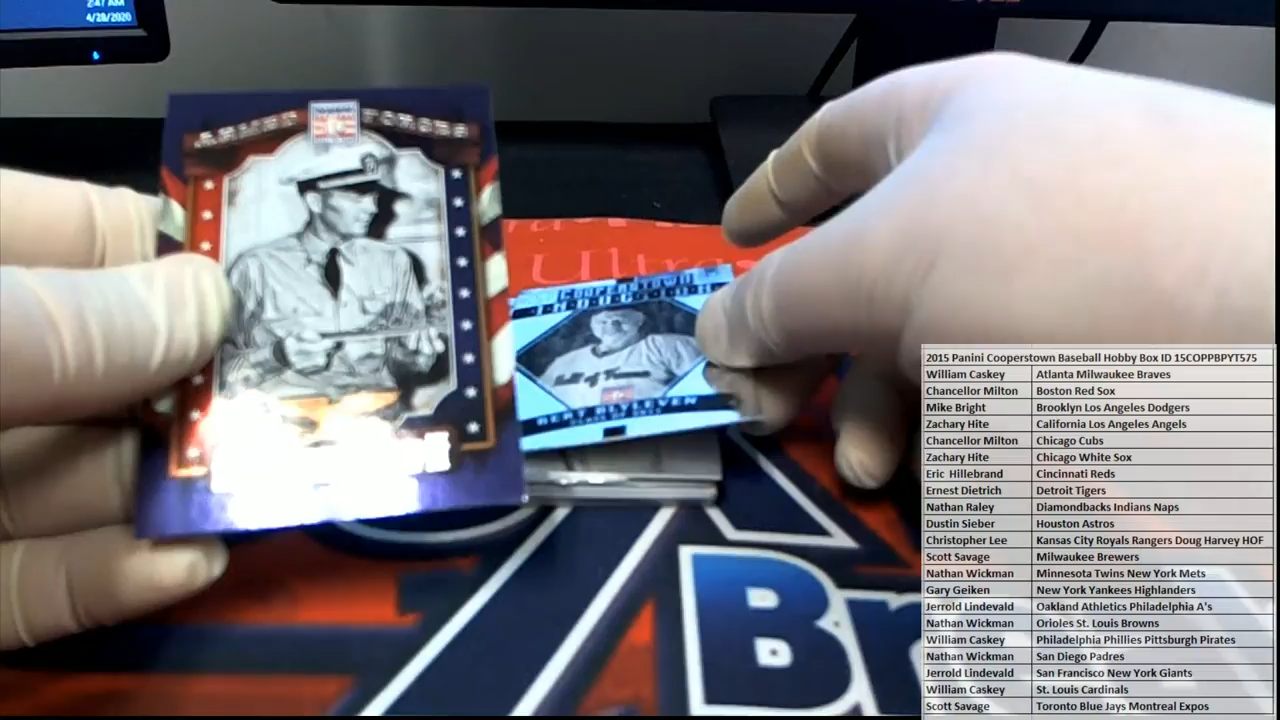 2:47 AM
4/28/2020
ARMED FORCES
Ultra
COOPERSTOWN
INDUCTION
Hall of Fame
BERT BLYLEVEN
Br
2015 Panini Cooperstown Baseball Hobby Box ID 15COPPBPYT575
William Caskey Atlanta Milwaukee Braves
Chancellor Milton Boston Red Sox
Mike Bright Brooklyn Los Angeles Dodgers
Zachary Hite California Los Angeles Angels
Chancellor Milton Chicago Cubs
Zachary Hite Chicago White Sox
Eric Hillebrand Cincinnati Reds
Ernest Dietrich Detroit Tigers
Nathan Raley Diamondbacks Indians Naps
Dustin Sieber Houston Astros
Christopher Lee Kansas City Royals Rangers Doug Harvey HOF
Scott Savage Milwaukee Brewers
Nathan Wickman Minnesota Twins New York Mets
Gary Geiken New York Yankees Highlanders
Jerrold Lindevald Oakland Athletics Philadelphia A's
Nathan Wickman Orioles St. Louis Browns
William Caskey Philadelphia Phillies Pittsburgh Pirates
Nathan Wickman San Diego Padres
Jerrold Lindevald San Francisco New York Giants
William Caskey St. Louis Cardinals
Scott Savage Toronto Blue Jays Montreal Expos